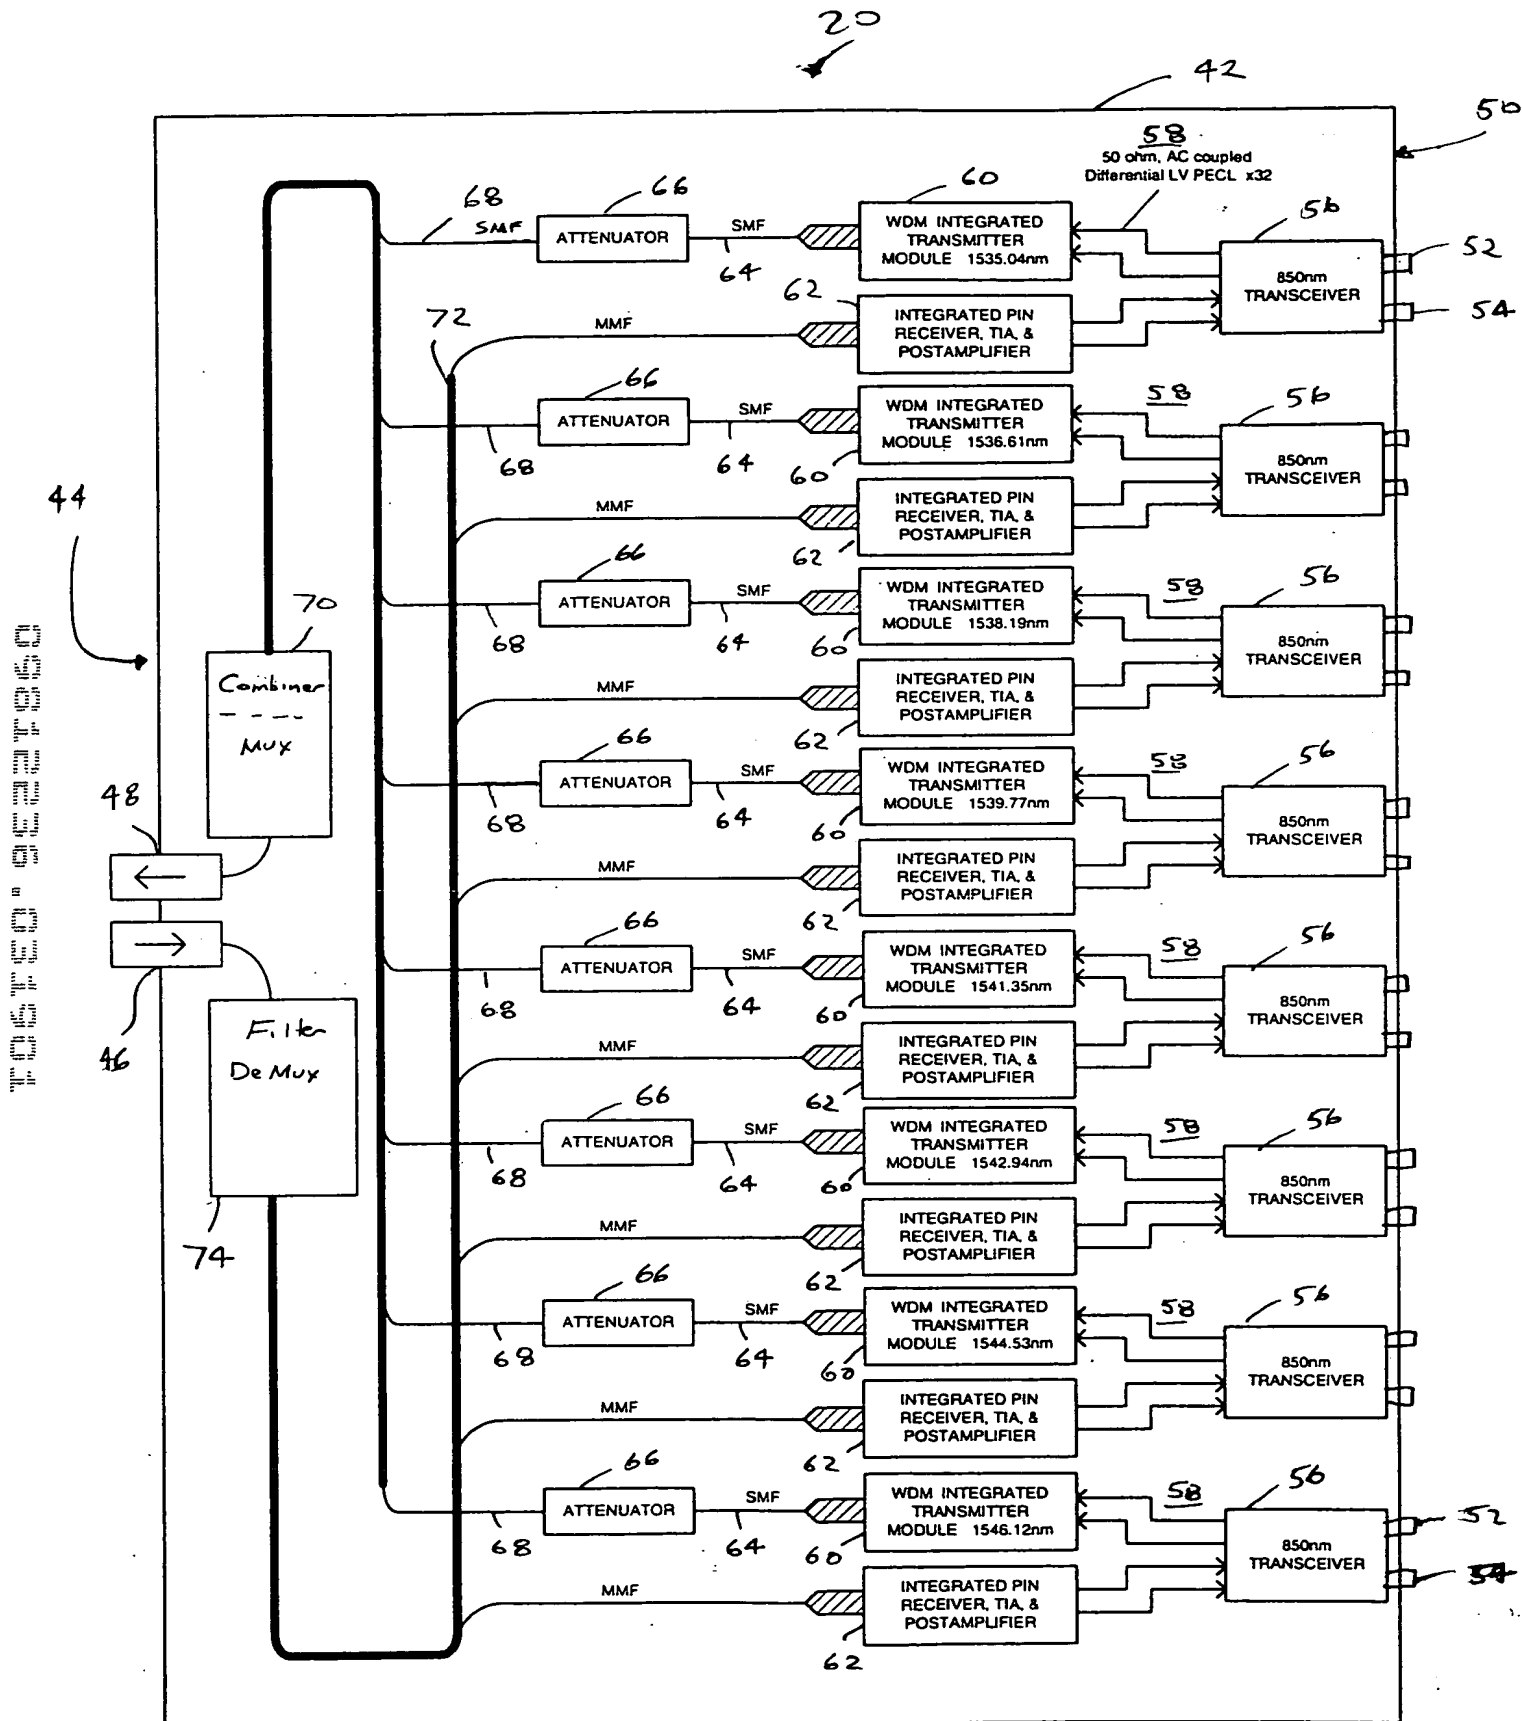 20
42
50
58
50 ohm, AC coupled
Differential LV PECL x32
68
SMF
66
ATTENUATOR
SMF
64
60
WDM INTEGRATED
TRANSMITTER
MODULE 1535.04nm
56
850nm
TRANSCEIVER
52
54
72
MMF
62
INTEGRATED PIN
RECEIVER, TIA, &
POSTAMPLIFIER
68
66
ATTENUATOR
SMF
64
60
WDM INTEGRATED
TRANSMITTER
MODULE 1536.61nm
58
56
850nm
TRANSCEIVER
MMF
62
INTEGRATED PIN
RECEIVER, TIA, &
POSTAMPLIFIER
44
68
66
ATTENUATOR
SMF
64
60
WDM INTEGRATED
TRANSMITTER
MODULE 1538.19nm
58
56
850nm
TRANSCEIVER
70
Combiner
Mux
MMF
62
INTEGRATED PIN
RECEIVER, TIA, &
POSTAMPLIFIER
68
66
ATTENUATOR
SMF
64
60
WDM INTEGRATED
TRANSMITTER
MODULE 1539.77nm
58
56
850nm
TRANSCEIVER
48
MMF
62
INTEGRATED PIN
RECEIVER, TIA, &
POSTAMPLIFIER
46
68
66
ATTENUATOR
SMF
64
60
WDM INTEGRATED
TRANSMITTER
MODULE 1541.35nm
58
56
850nm
TRANSCEIVER
Filter
DeMux
74
MMF
62
INTEGRATED PIN
RECEIVER, TIA, &
POSTAMPLIFIER
68
66
ATTENUATOR
SMF
64
60
WDM INTEGRATED
TRANSMITTER
MODULE 1542.94nm
58
56
850nm
TRANSCEIVER
MMF
62
INTEGRATED PIN
RECEIVER, TIA, &
POSTAMPLIFIER
68
66
ATTENUATOR
SMF
64
60
WDM INTEGRATED
TRANSMITTER
MODULE 1544.53nm
58
56
850nm
TRANSCEIVER
MMF
62
INTEGRATED PIN
RECEIVER, TIA, &
POSTAMPLIFIER
68
66
ATTENUATOR
SMF
64
60
WDM INTEGRATED
TRANSMITTER
MODULE 1546.12nm
58
56
850nm
TRANSCEIVER
52
54
MMF
62
INTEGRATED PIN
RECEIVER, TIA, &
POSTAMPLIFIER